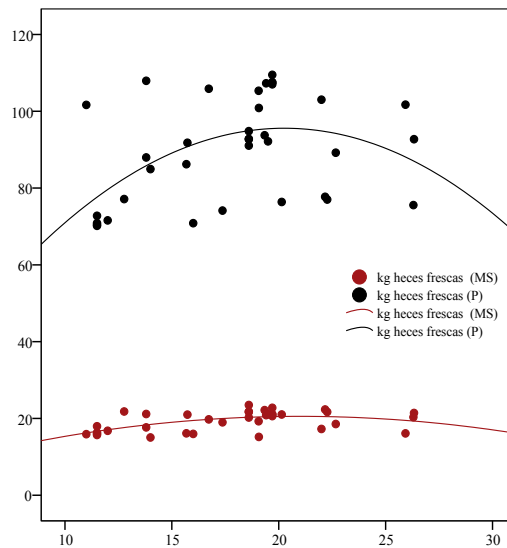 120
100
80
60
40
20
0
kg heces frescas (MS)
kg heces frescas (P)
kg heces frescas (MS)
kg heces frescas (P)
10 15 20 25 30